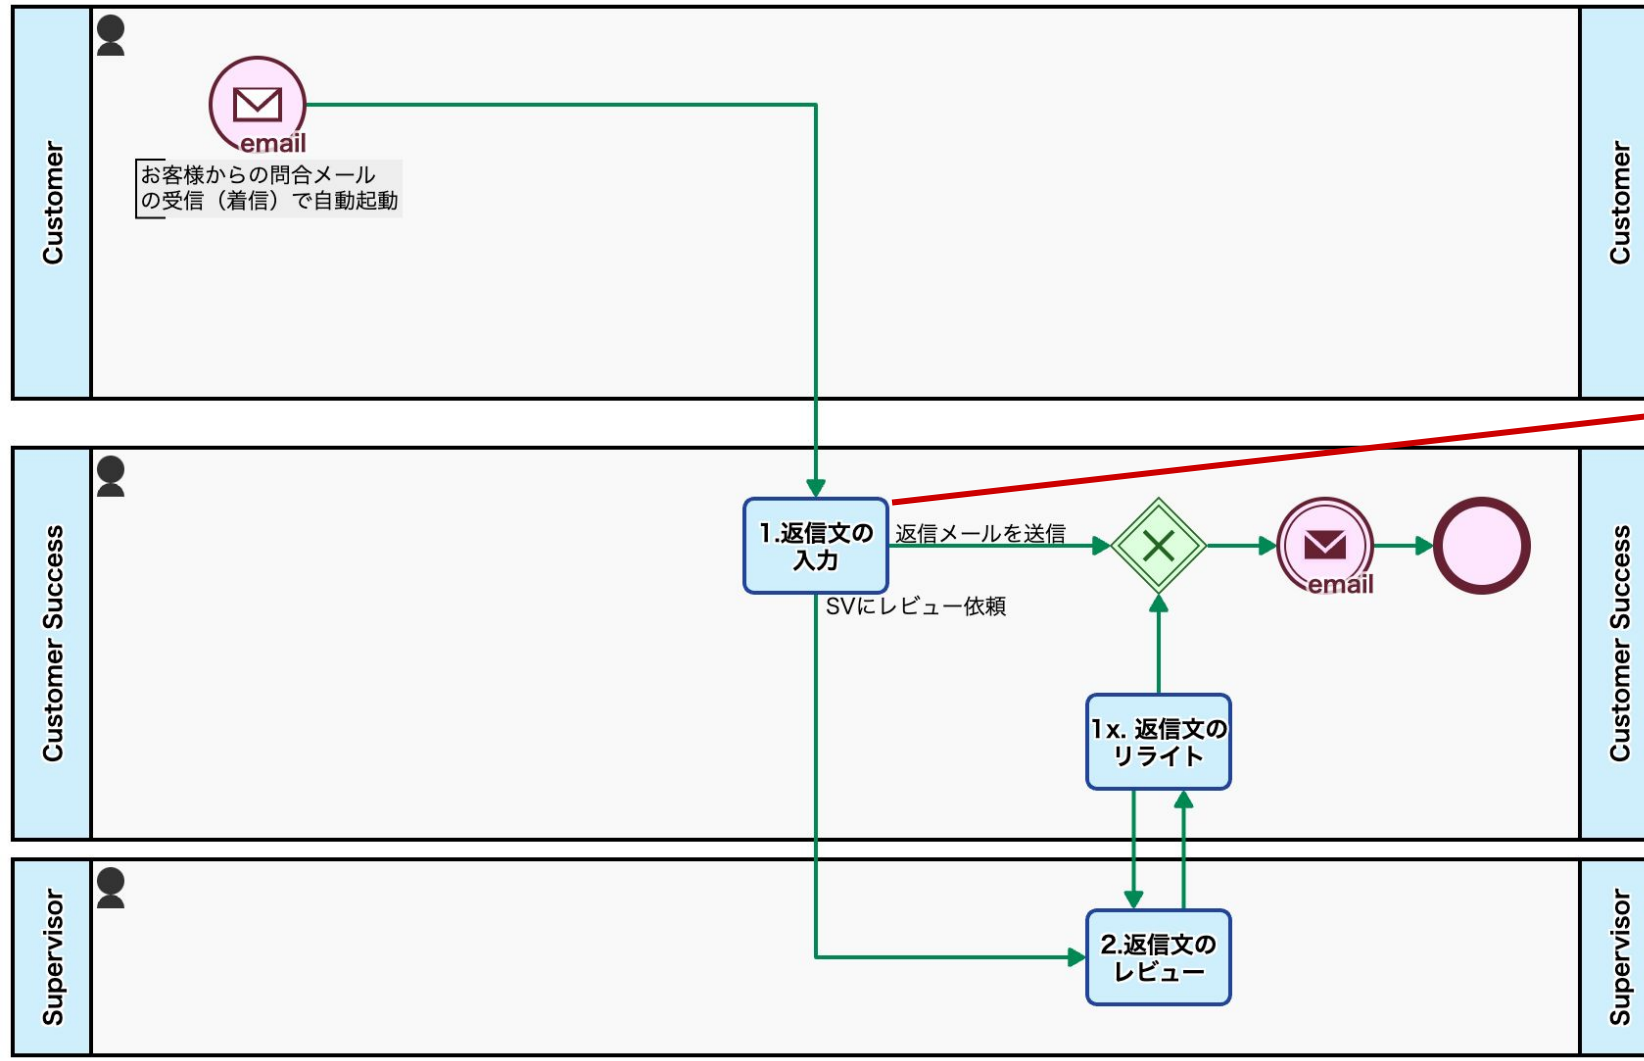 Customer
email
お客様からの問合メール
の受信（着信）で自動起動
Customer
Customer Success
1.返信文の
入力
返信メールを送信
SVにレビュー依頼
email
1x. 返信文の
リライト
Customer Success
Supervisor
2.返信文の
レビュー
Supervisor